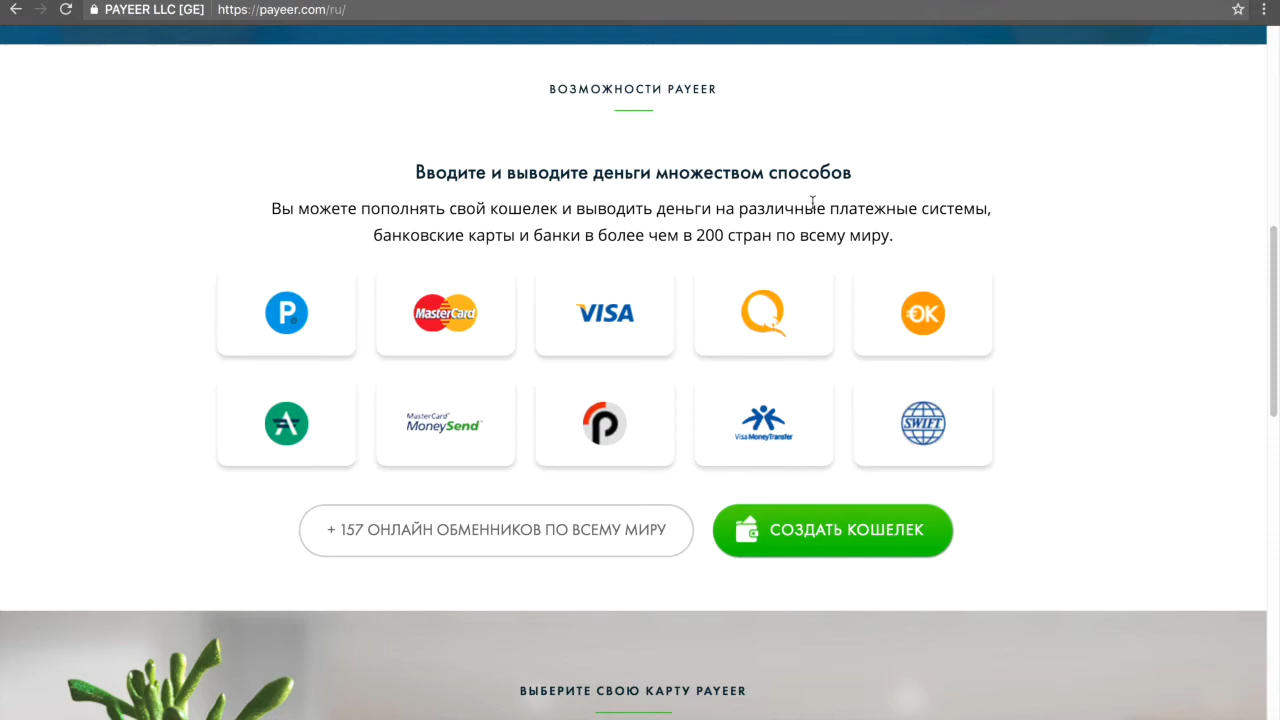 PAYEER LLC [GE] https://payeer.com/ru/
ВОЗМОЖНОСТИ PAYEER
Вводите и выводите деньги множеством способов
Вы можете пополнять свой кошелек и выводить деньги на различные платежные системы,
банковские карты и банки в более чем в 200 стран по всему миру.
P
MasterCard
VISA
OK
MasterCard
MoneySend
P
Visa MoneyTransfer
SWIFT
+ 157 ОНЛАЙН ОБМЕННИКОВ ПО ВСЕМУ МИРУ
СОЗДАТЬ КОШЕЛЕК
ВЫБЕРИТЕ СВОЮ КАРТУ PAYEER